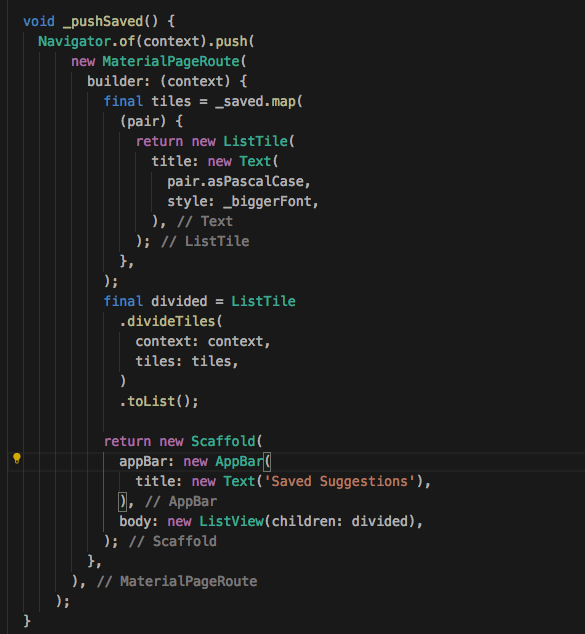 void _pushSaved() {
  Navigator.of(context).push(
      new MaterialPageRoute(
        builder: (context) {
          final tiles = _saved.map(
            (pair) {
              return new ListTile(
                title: new Text(
                  pair.asPascalCase,
                  style: _biggerFont,
                ), // Text
              ); // ListTile
            },
          );
          final divided = ListTile
            .divideTiles(
              context: context,
              tiles: tiles,
            )
            .toList();

          return new Scaffold(
            appBar: new AppBar(
              title: new Text('Saved Suggestions'),
            ), // AppBar
            body: new ListView(children: divided),
          ); // Scaffold
        },
      ), // MaterialPageRoute
    );
}